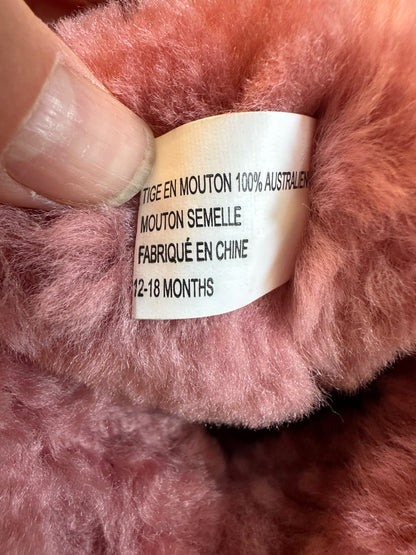 TIGE EN MOUTON 100% AUSTRALIEN
MOUTON SEMELLE
FABRIQUÉ EN CHINE
12-18 MONTHS